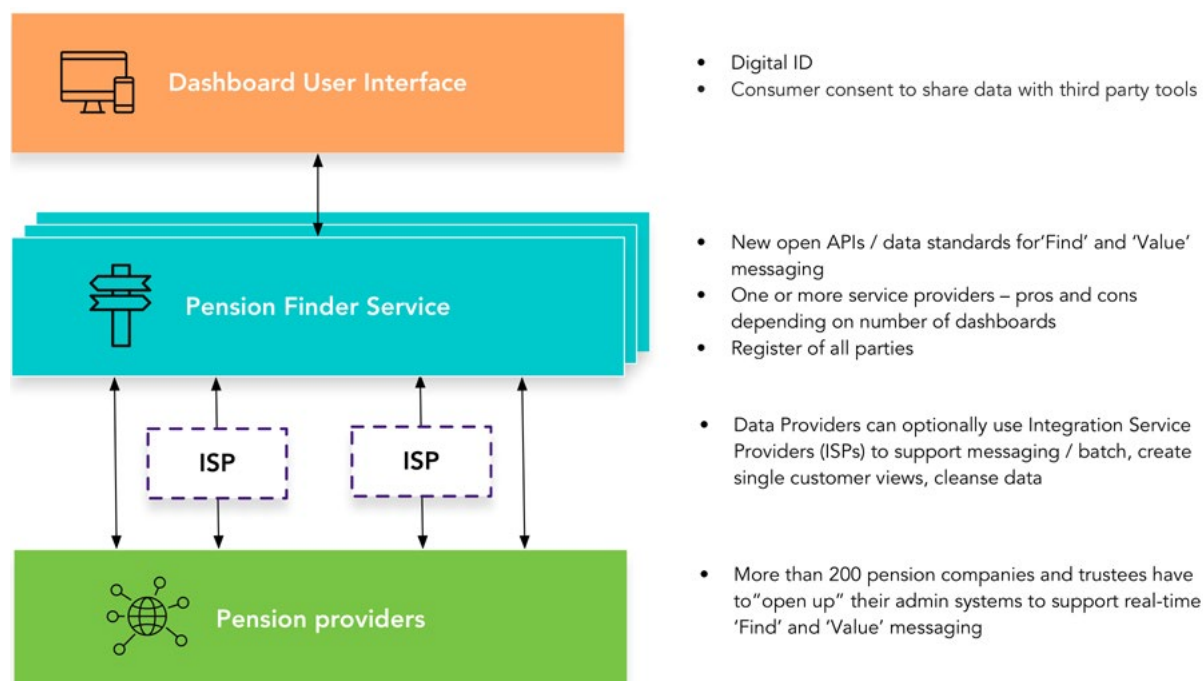 Dashboard User Interface
• Digital ID
• Consumer consent to share data with third party tools
Pension Finder Service
• New open APIs / data standards for‘Find’ and ‘Value’
messaging
• One or more service providers – pros and cons
depending on number of dashboards
• Register of all parties
ISP
ISP
• Data Providers can optionally use Integration Service
Providers (ISPs) to support messaging / batch, create
single customer views, cleanse data
Pension providers
• More than 200 pension companies and trustees have
to“open up” their admin systems to support real-time
‘Find’ and ‘Value’ messaging